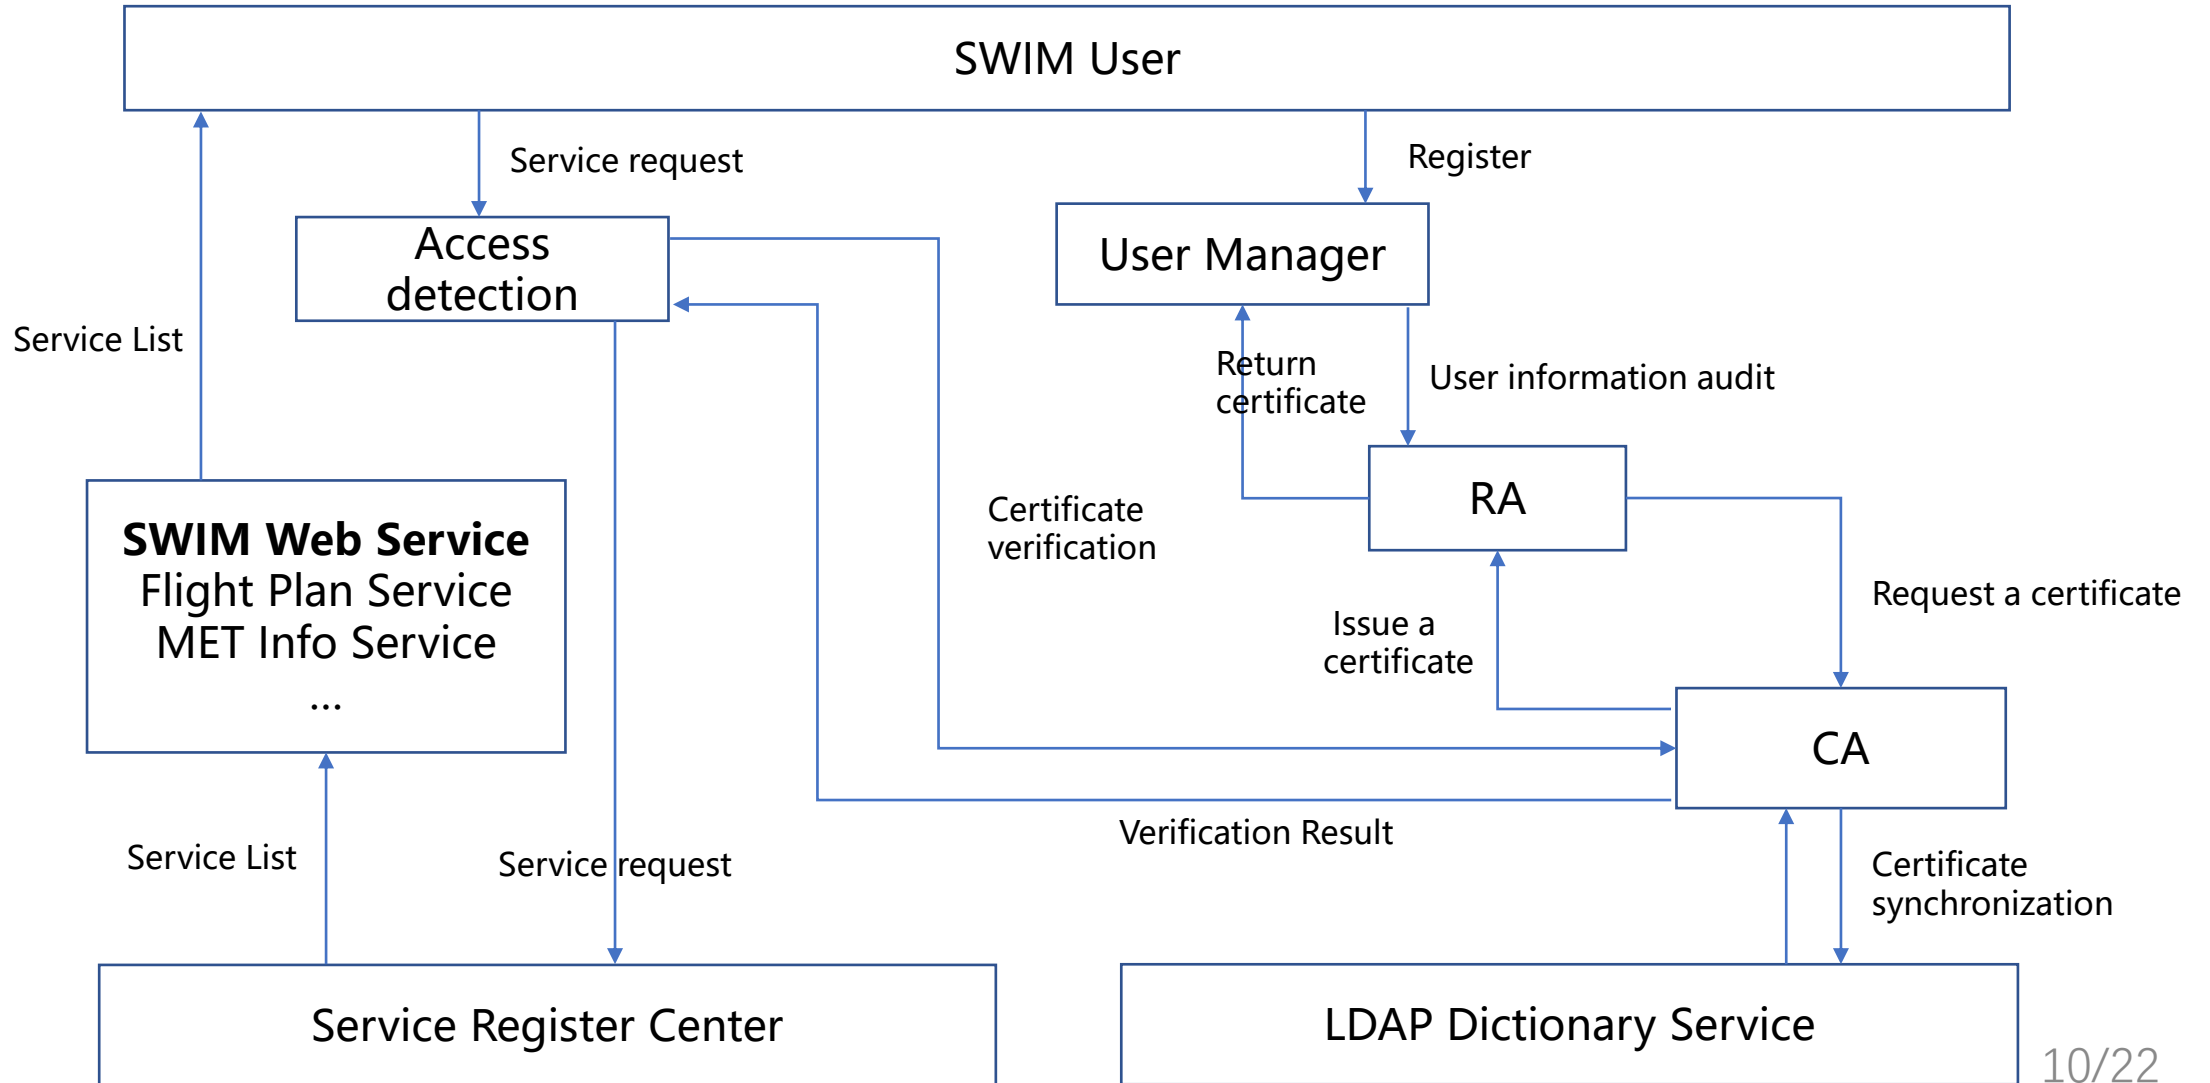 SWIM User
Service request
Register
Access
detection
User Manager
Service List
Return
certificate
User information audit
RA
SWIM Web Service
Flight Plan Service
MET Info Service
...
Certificate
verification
Request a certificate
Issue a
certificate
CA
Verification Result
Service List
Service request
Certificate
synchronization
Service Register Center
LDAP Dictionary Service
10/22